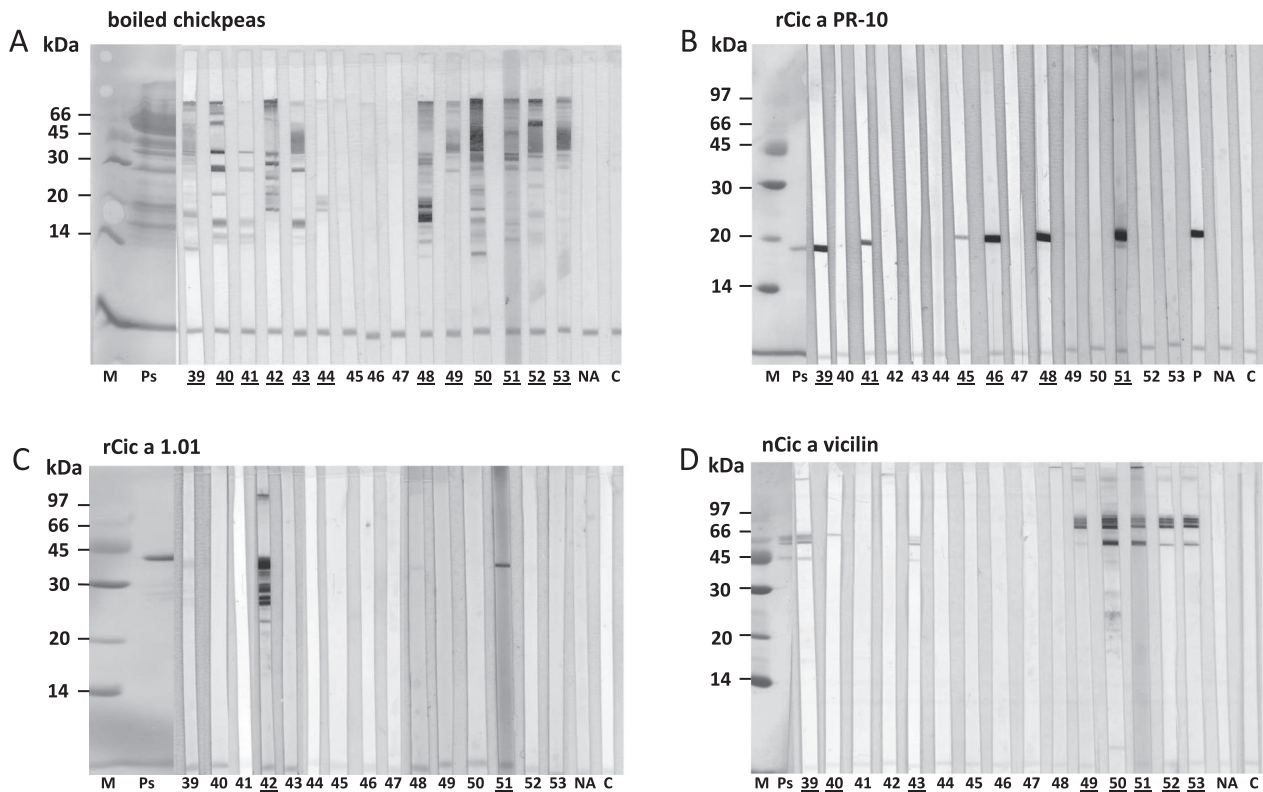 boiled chickpeas
A kDa
66
45
30
20
14
M Ps 39 40 41 42 43 44 45 46 47 48 49 50 51 52 53 NA C
rCic a PR-10
B kDa
97
66
45
30
20
14
M Ps 39 40 41 42 43 44 45 46 47 48 49 50 51 52 53 P NA C
rCic a 1.01
C kDa
97
66
45
30
20
14
M Ps 39 40 41 42 43 44 45 46 47 48 49 50 51 52 53 NA C
nCic a vicilin
D kDa
97
66
45
30
20
14
M Ps 39 40 41 42 43 44 45 46 47 48 49 50 51 52 53 NA C